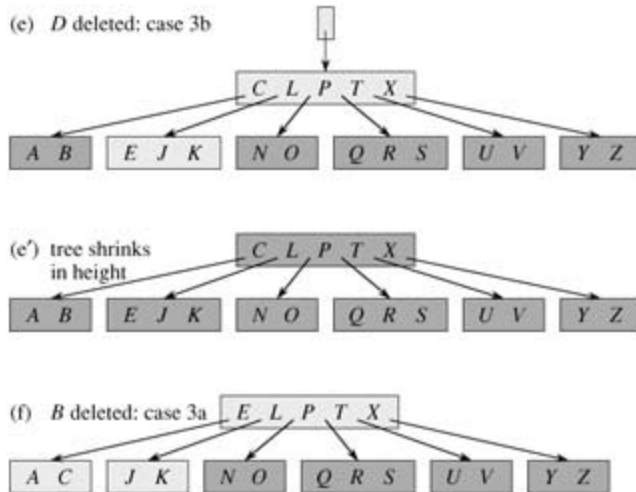 (e) D deleted: case 3b
C L P T X
A B E J K N O Q R S U V Y Z
(e′) tree shrinks
in height
C L P T X
A B E J K N O Q R S U V Y Z
(f) B deleted: case 3a
E L P T X
A C J K N O Q R S U V Y Z